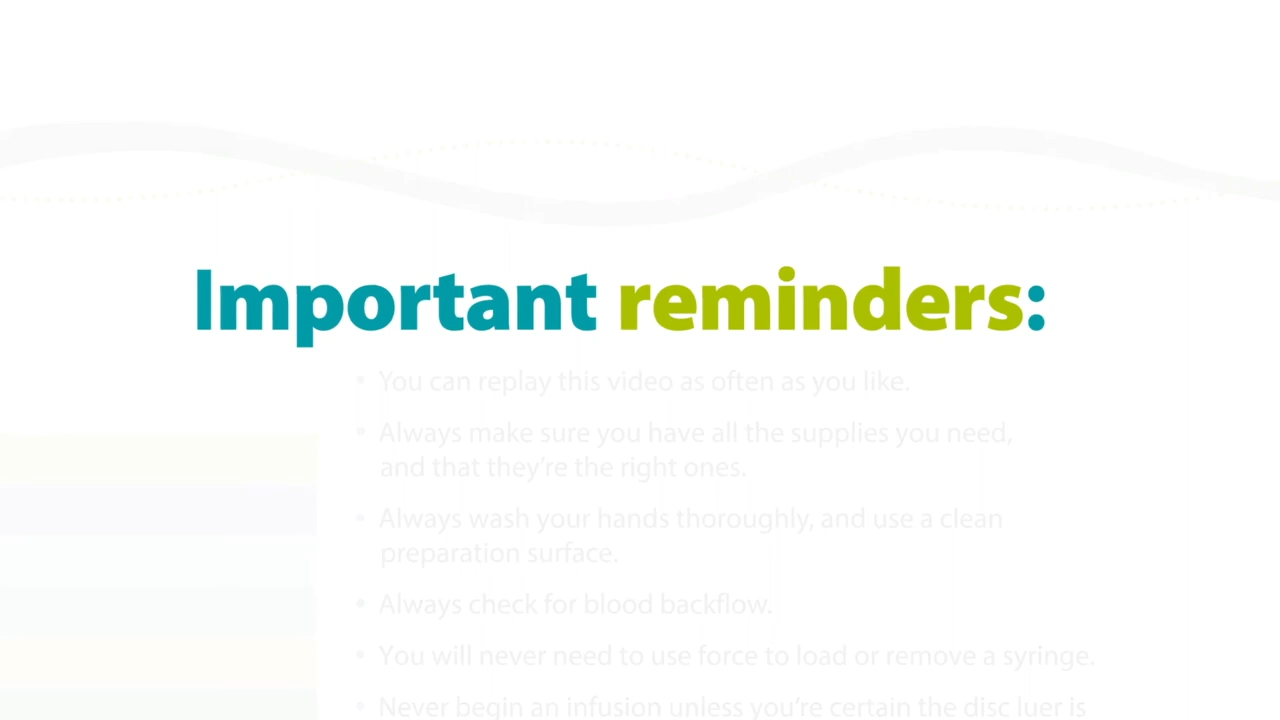 Important reminders:
• You can replay this video as often as you like.
• Always make sure you have all the supplies you need,
and that they’re the right ones.
• Always wash your hands thoroughly, and use a clean
preparation surface.
• Always check for blood backflow.
• You will never need to use force to load or remove a syringe.
• Never begin an infusion unless you’re certain the disc luer is